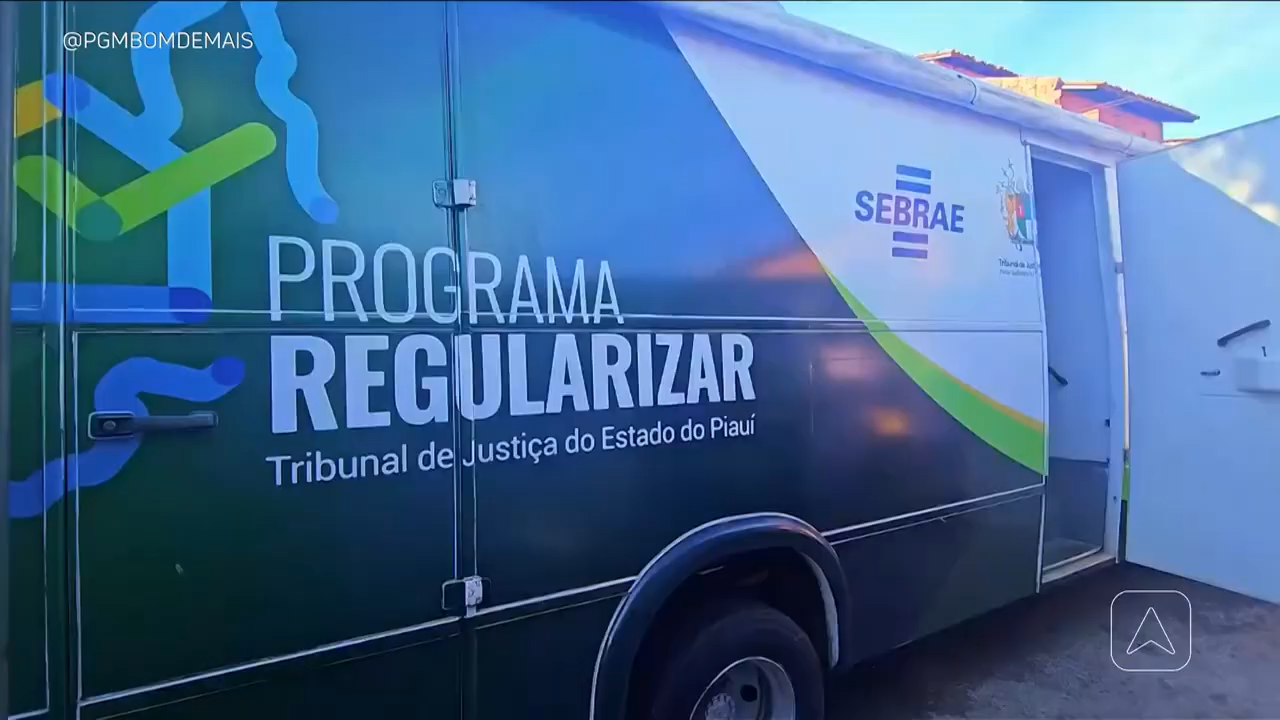 @PGMBOMDEMAIS
SEBRAE
PROGRAMA
REGULARIZAR
Tribunal de Justiça do Estado do Piauí